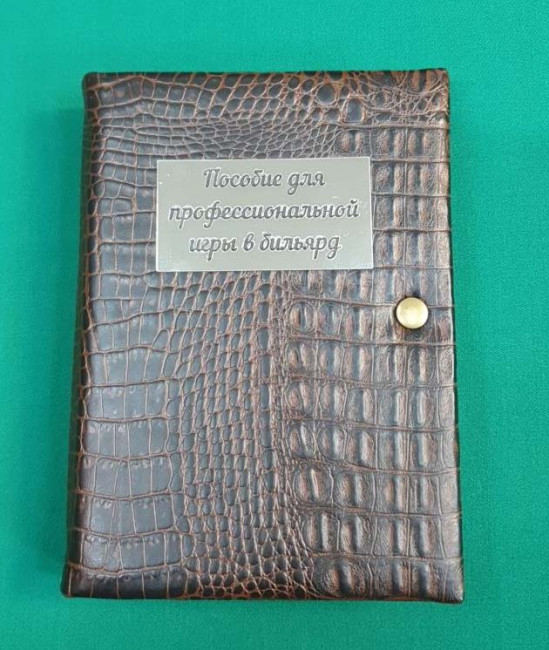 Пособие для
профессиональной
игры в бильярд